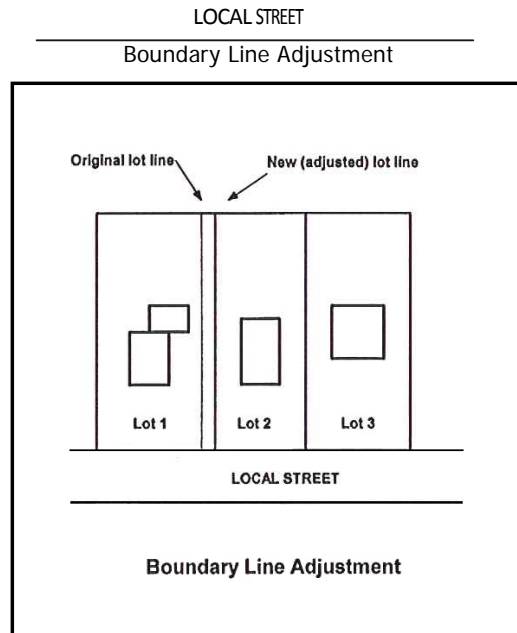 LOCAL STREET
Boundary Line Adjustment
Original lot line
New (adjusted) lot line
Lot 1
Lot 2
Lot 3
LOCAL STREET
Boundary Line Adjustment